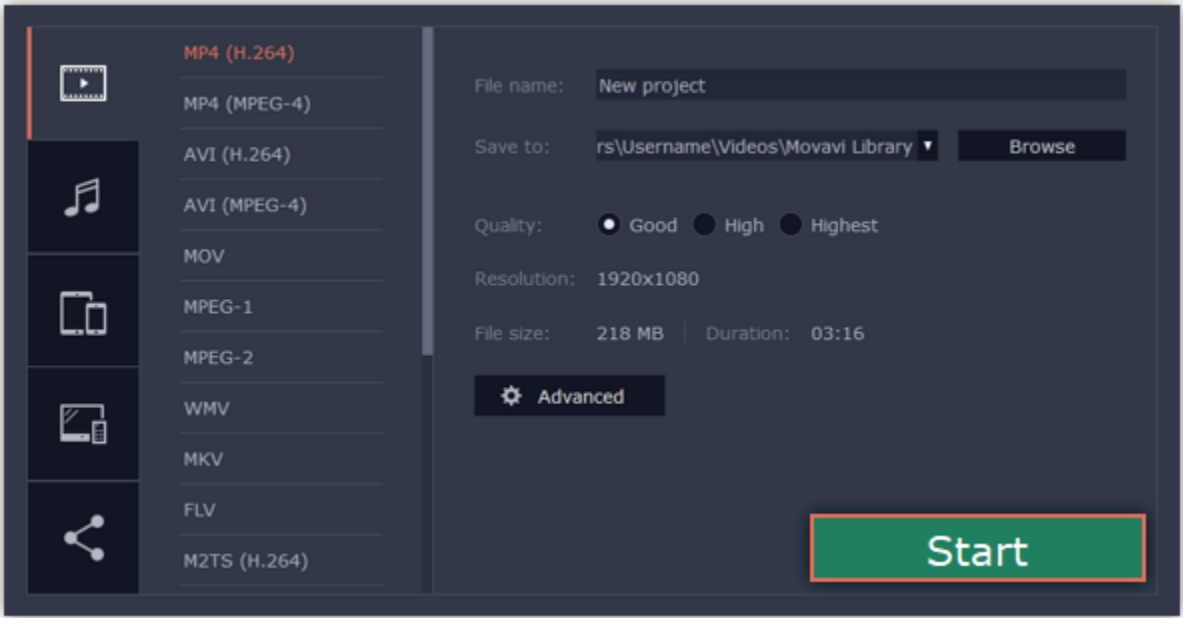 MP4 (H.264)
MP4 (MPEG-4)
AVI (H.264)
AVI (MPEG-4)
MOV
MPEG-1
MPEG-2
WMV
MKV
FLV
M2TS (H.264)
File name: New project
Save to: rs\Username\Videos\Movavi Library Browse
Quality: Good High Highest
Resolution: 1920x1080
File size: 218 MB Duration: 03:16
Advanced
Start